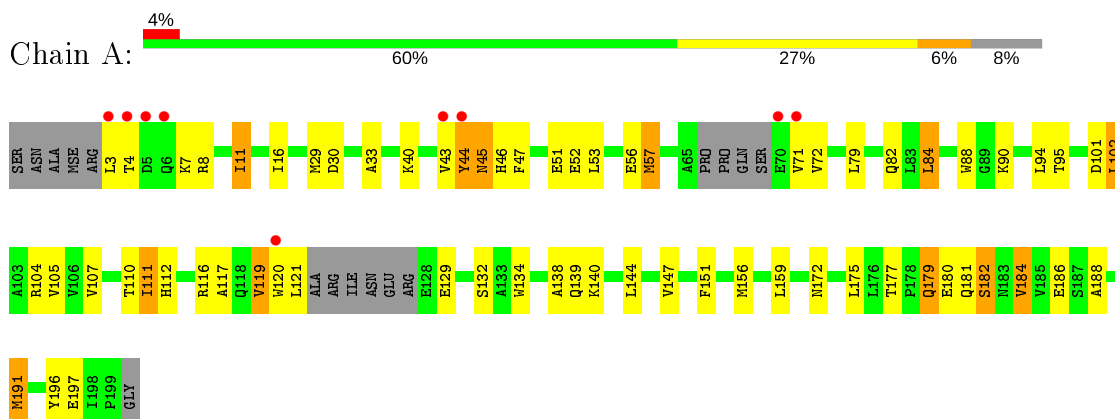 4%
Chain A:
60% 27% 6% 8%
SER ASN ALA MSE ARG L3 T4 D5 Q6 K7 R8 I11 I16 M29 D30 A33 K40 V43 Y44 N45 H46 F47 E51 E52 L53 E56 M57 A65 PRO PRO GLN SER E70 V71 V72 L79 Q82 L83 L84 W88 G89 K90 L94 T95 D101 L102
A103 R104 V105 V106 V107 T110 I111 H112 R116 A117 Q118 V119 W120 L121 ALA ARG ILE ASN GLU ARG E128 E129 S132 A133 W134 A138 Q139 K140 L144 V147 F151 M156 L159 N172 L175 L176 T177 P178 Q179 E180 Q181 S182 N183 V184 V185 E186 S187 A188
M191 Y196 E197 I198 P199 GLY